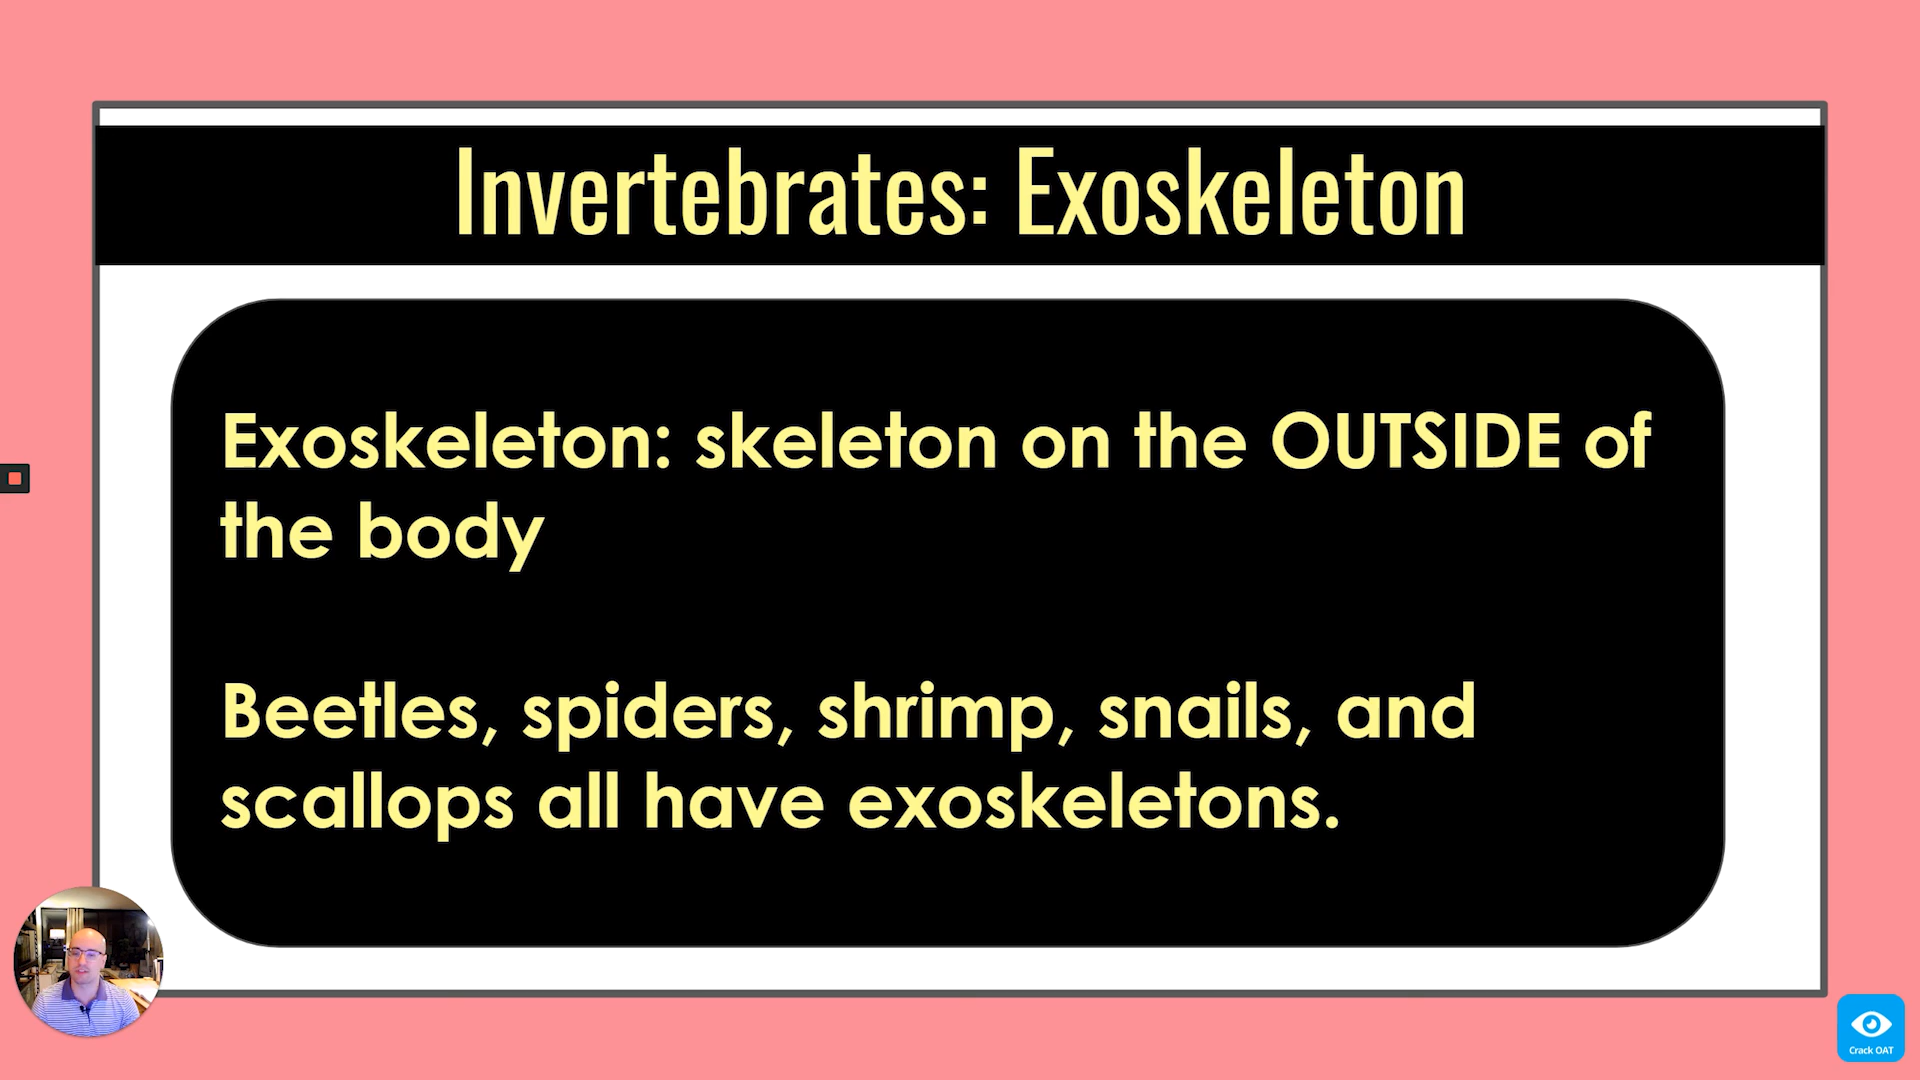 Invertebrates: Exoskeleton
Exoskeleton: skeleton on the OUTSIDE of
the body
Beetles, spiders, shrimp, snails, and
scallops all have exoskeletons.
Crack OAT